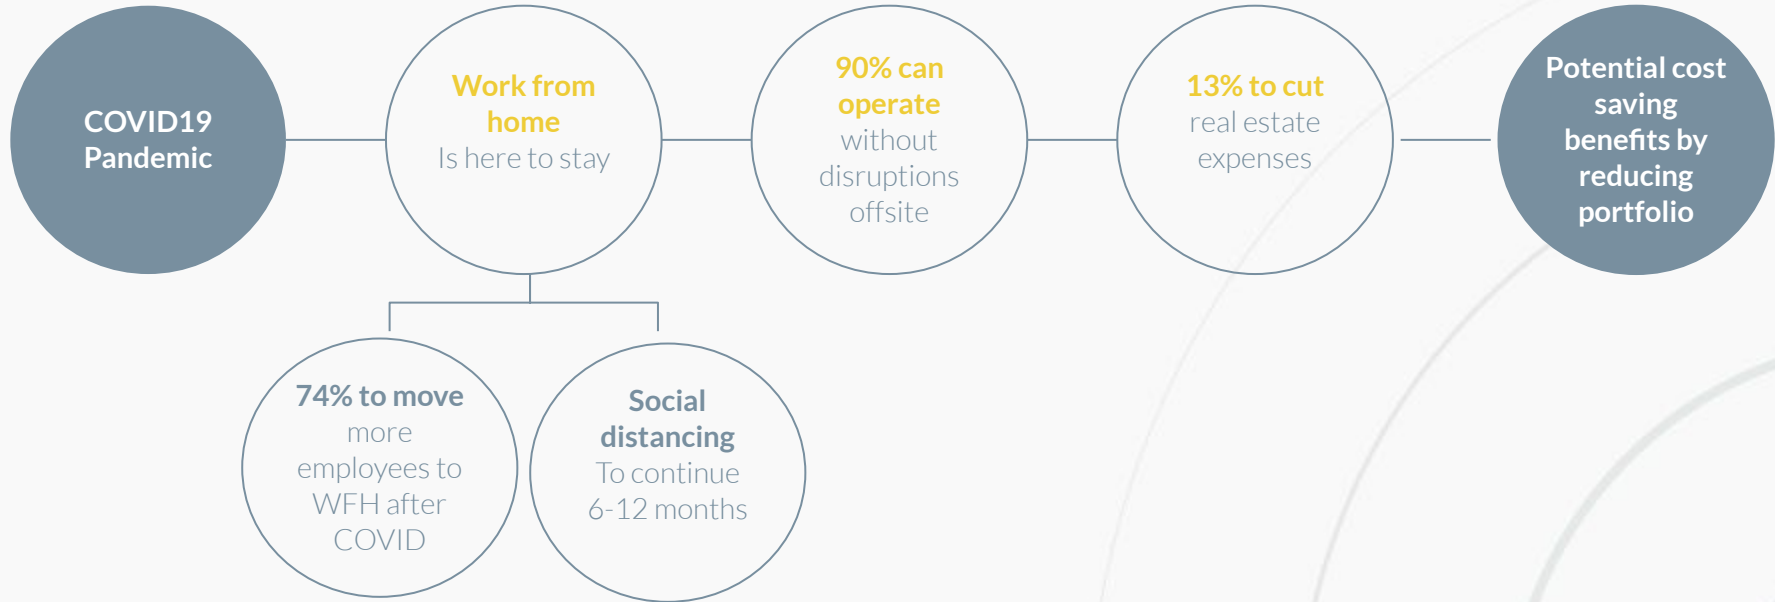 COVID19
Pandemic
Work from
home
Is here to stay
90% can
operate
without
disruptions
offsite
13% to cut
real estate
expenses
Potential cost
saving
benefits by
reducing
portfolio
74% to move
more
employees to
WFH after
COVID
Social
distancing
To continue
6-12 months